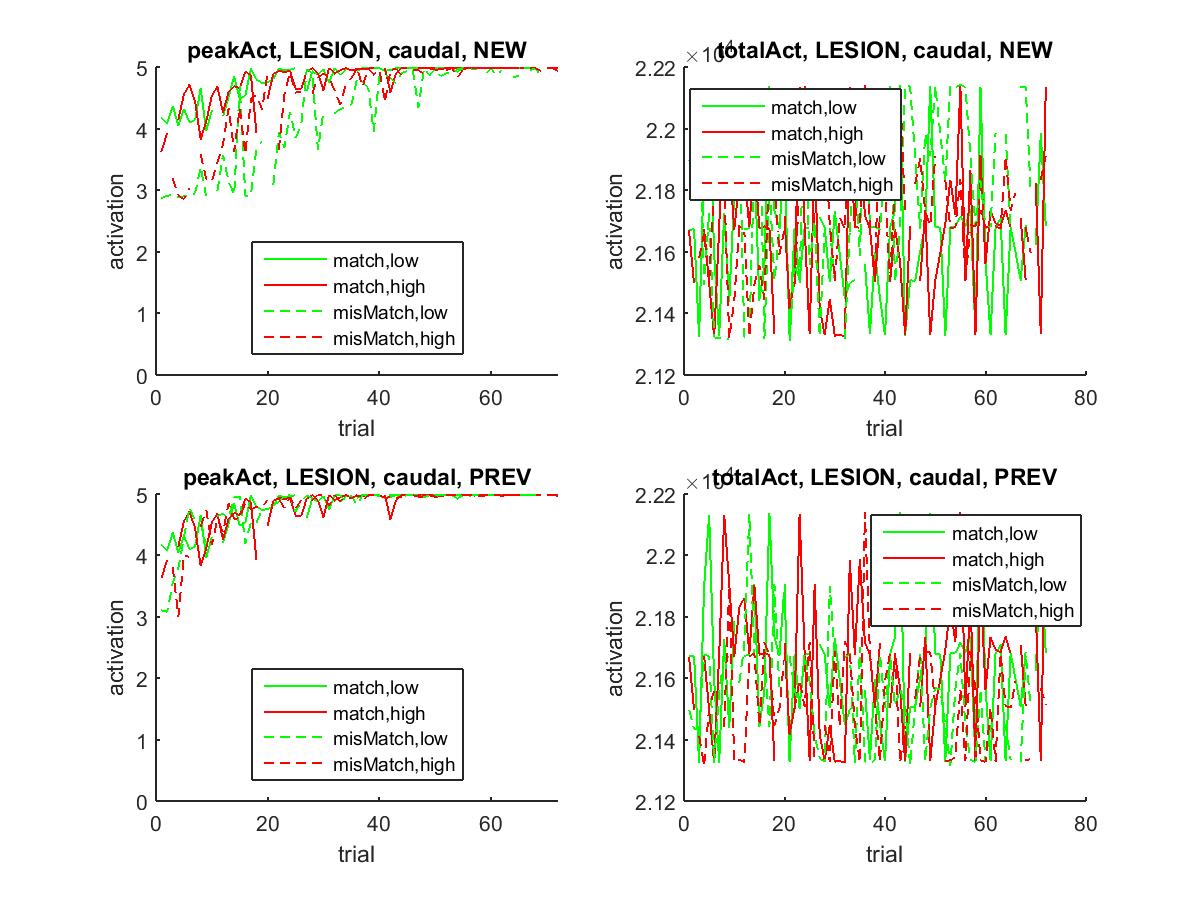 peakAct, LESION, caudal, NEW
5
4
3
2
1
0
activation
match,low
match,high
misMatch,low
misMatch,high
0 20 40 60
trial
×10⁴
totalAct, LESION, caudal, NEW
2.22
2.2
2.18
2.16
2.14
2.12
activation
match,low
match,high
misMatch,low
misMatch,high
0 20 40 60 80
trial
peakAct, LESION, caudal, PREV
5
4
3
2
1
0
activation
match,low
match,high
misMatch,low
misMatch,high
0 20 40 60
trial
×10⁴
totalAct, LESION, caudal, PREV
2.22
2.2
2.18
2.16
2.14
2.12
activation
match,low
match,high
misMatch,low
misMatch,high
0 20 40 60 80
trial